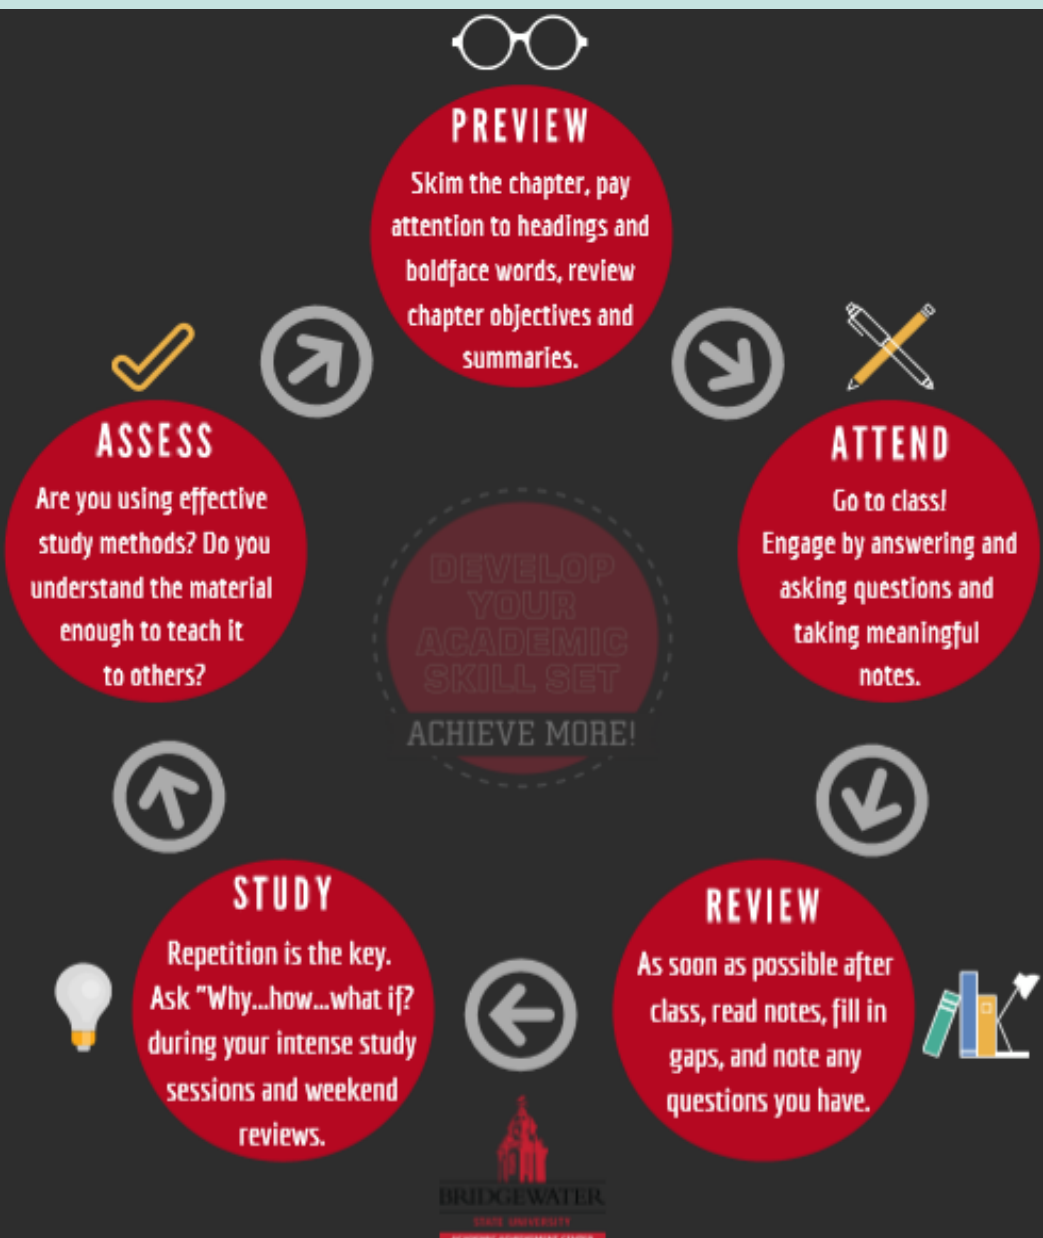 PREVIEW
Skim the chapter, pay
attention to headings and
boldface words, review
chapter objectives and
summaries.
ATTEND
Go to class!
Engage by answering and
asking questions and
taking meaningful
notes.
REVIEW
As soon as possible after
class, read notes, fill in
gaps, and note any
questions you have.
STUDY
Repetition is the key.
Ask "Why...how...what if?
during your intense study
sessions and weekend
reviews.
ASSESS
Are you using effective
study methods? Do you
understand the material
enough to teach it
to others?
DEVELOP
YOUR
ACADEMIC
SKILL SET
ACHIEVE MORE!
BRIDGEWATER
STATE UNIVERSITY